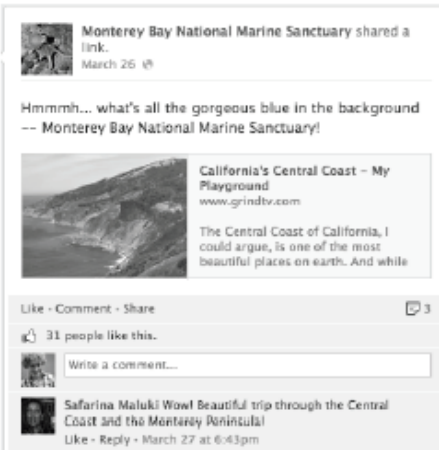 Monterey Bay National Marine Sanctuary shared a
link.
March 26
Hmmmh... what's all the gorgeous blue in the background
-- Monterey Bay National Marine Sanctuary!
California's Central Coast - My
Playground
www.grindtv.com
The Central Coast of California, I
could argue, is one of the most
beautiful places on earth. And while
Like · Comment · Share 3
31 people like this.
Write a comment...
Safarina Maluki Wow! Beautiful trip through the Central
Coast and the Monterey Peninsula!
Like · Reply · March 27 at 6:43pm